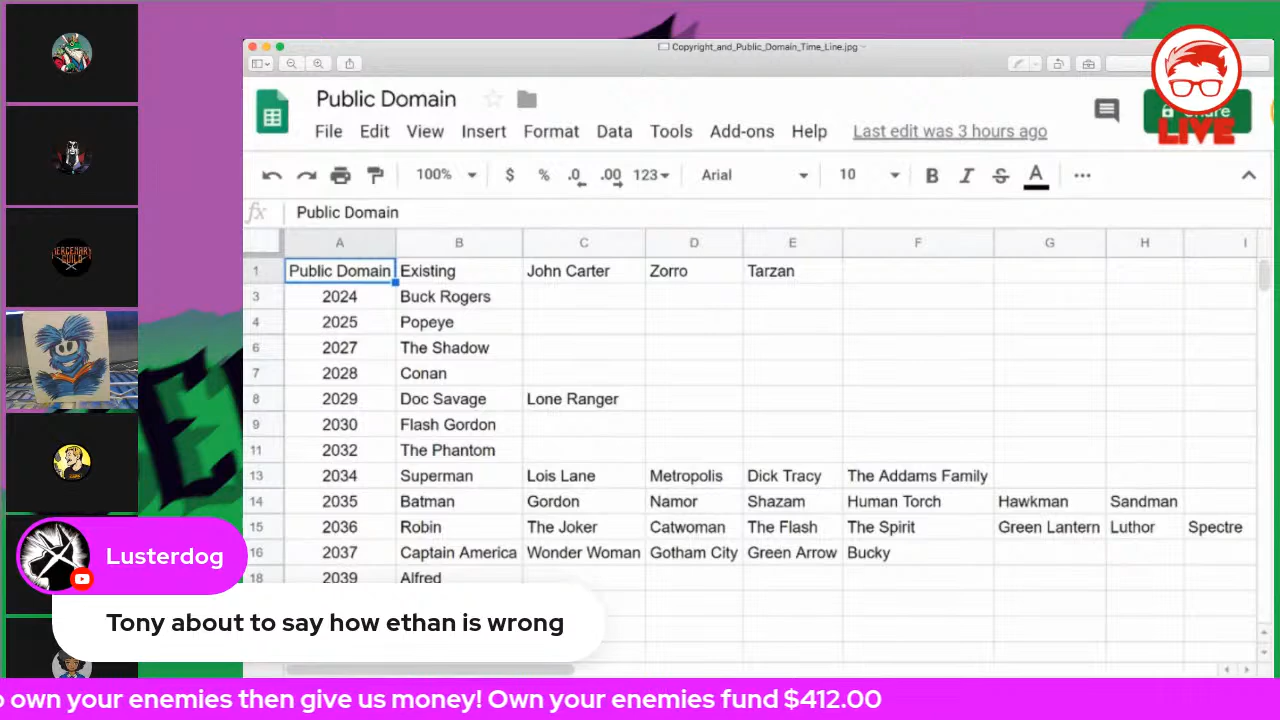 Copyright_and_Public_Domain_Time_Line.jpg
Public Domain
Share
LIVE
File Edit View Insert Format Data Tools Add-ons Help Last edit was 3 hours ago
100% $ % .0 .00 123 Arial 10 B I S A
fx Public Domain
A B C D E F G H I
1 Public Domain Existing John Carter Zorro Tarzan
3 2024 Buck Rogers
4 2025 Popeye
6 2027 The Shadow
7 2028 Conan
8 2029 Doc Savage Lone Ranger
9 2030 Flash Gordon
11 2032 The Phantom
13 2034 Superman Lois Lane Metropolis Dick Tracy The Addams Family
14 2035 Batman Gordon Namor Shazam Human Torch Hawkman Sandman
15 2036 Robin The Joker Catwoman The Flash The Spirit Green Lantern Luthor Spectre
16 2037 Captain America Wonder Woman Gotham City Green Arrow Bucky
18 2039 Alfred
MERCENARY
GUILD
Lusterdog
Tony about to say how ethan is wrong
own your enemies then give us money! Own your enemies fund $412.00